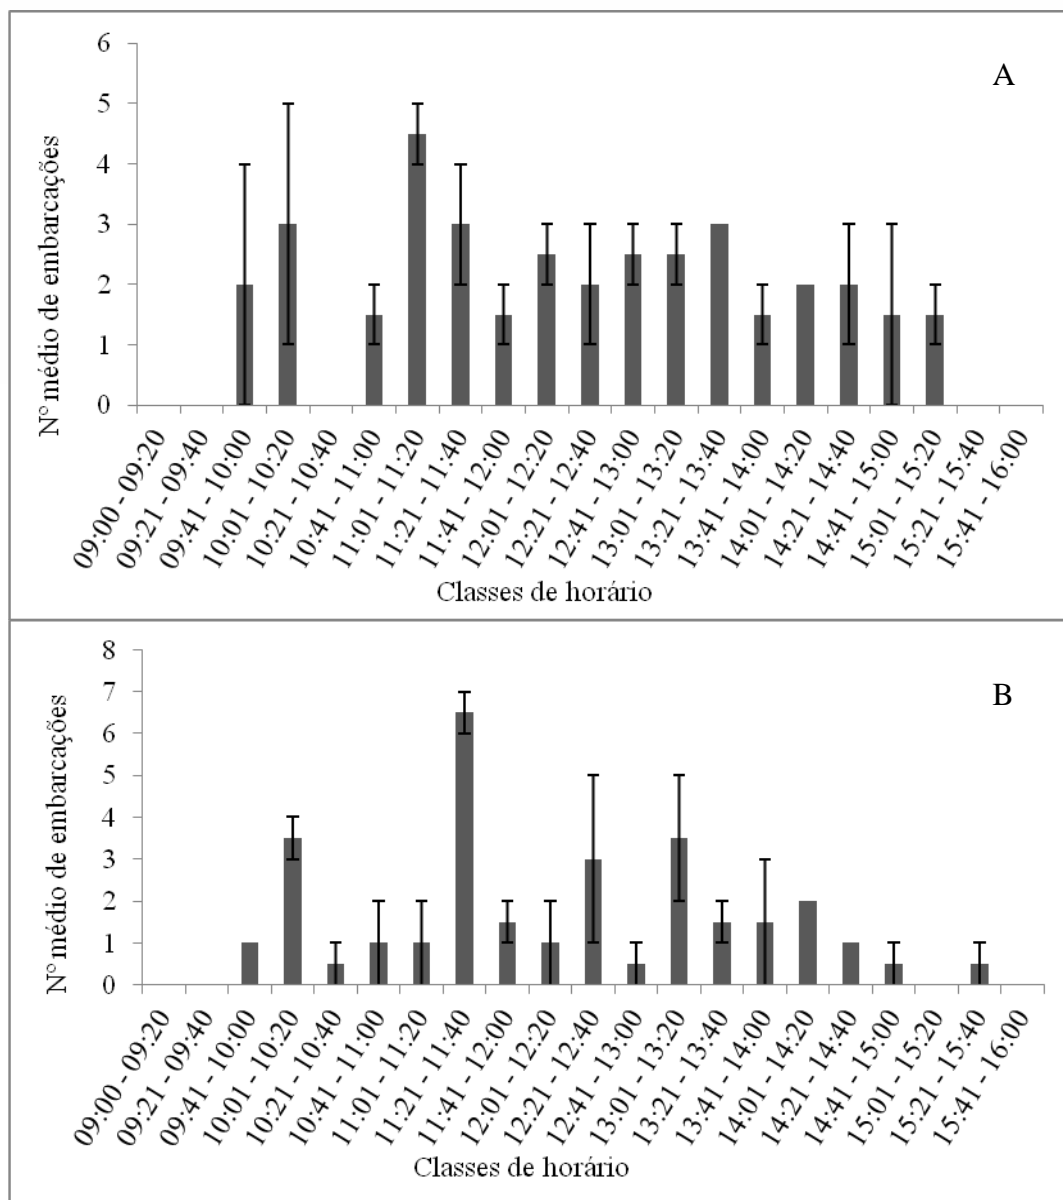 A
6
5
4
3
2
1
0
Nº médio de embarcações
09:00 - 09:20
09:21 - 09:40
09:41 - 10:00
10:01 - 10:20
10:21 - 10:40
10:41 - 11:00
11:01 - 11:20
11:21 - 11:40
11:41 - 12:00
12:01 - 12:20
12:21 - 12:40
12:41 - 13:00
13:01 - 13:20
13:21 - 13:40
13:41 - 14:00
14:01 - 14:20
14:21 - 14:40
14:41 - 15:00
15:01 - 15:20
15:21 - 15:40
15:41 - 16:00
Classes de horário
B
8
7
6
5
4
3
2
1
0
Nº médio de embarcações
09:00 - 09:20
09:21 - 09:40
09:41 - 10:00
10:01 - 10:20
10:21 - 10:40
10:41 - 11:00
11:01 - 11:20
11:21 - 11:40
11:41 - 12:00
12:01 - 12:20
12:21 - 12:40
12:41 - 13:00
13:01 - 13:20
13:21 - 13:40
13:41 - 14:00
14:01 - 14:20
14:21 - 14:40
14:41 - 15:00
15:01 - 15:20
15:21 - 15:40
15:41 - 16:00
Classes de horário